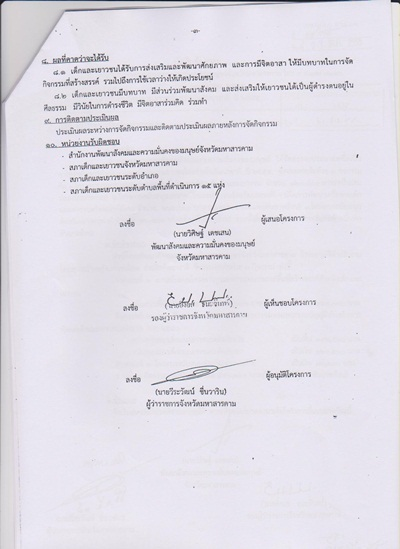 -๓-
๘. ผลที่คาดว่าจะได้รับ
๘.๑ เด็กและเยาวชนได้รับการส่งเสริมและพัฒนาศักยภาพ และการมีจิตอาสา ให้มีบทบาทในการจัด
กิจกรรมที่สร้างสรรค์ รวมไปถึงการใช้เวลาว่างให้เกิดประโยชน์
๘.๒ เด็กและเยาวชนมีบทบาท มีส่วนร่วมพัฒนาสังคม และส่งเสริมให้เยาวชนได้เป็นผู้ดำรงตนอยู่ใน
ศีลธรรม มีวินัยในการดำรงชีวิต มีจิตอาสาร่วมคิด ร่วมทำ
๙. การติดตามประเมินผล
ประเมินผลระหว่างการจัดกิจกรรมและติดตามประเมินผลภายหลังการจัดกิจกรรม
๑๐. หน่วยงานรับผิดชอบ
- สำนักงานพัฒนาสังคมและความมั่นคงของมนุษย์จังหวัดมหาสารคาม
- สภาเด็กและเยาวชนจังหวัดมหาสารคาม
- สภาเด็กและเยาวชนระดับอำเภอ
- สภาเด็กและเยาวชนระดับตำบลพื้นที่ดำเนินการ ๑๕ แห่ง
ลงชื่อ ผู้เสนอโครงการ
(นายวิศิษฐ์ เดชเสน)
พัฒนาสังคมและความมั่นคงของมนุษย์
จังหวัดมหาสารคาม
ลงชื่อ ผู้เห็นชอบโครงการ
รองผู้ว่าราชการจังหวัดมหาสารคาม
ลงชื่อ ผู้อนุมัติโครงการ
(นายวีระวัฒน์ ชื่นวาริน)
ผู้ว่าราชการจังหวัดมหาสารคาม